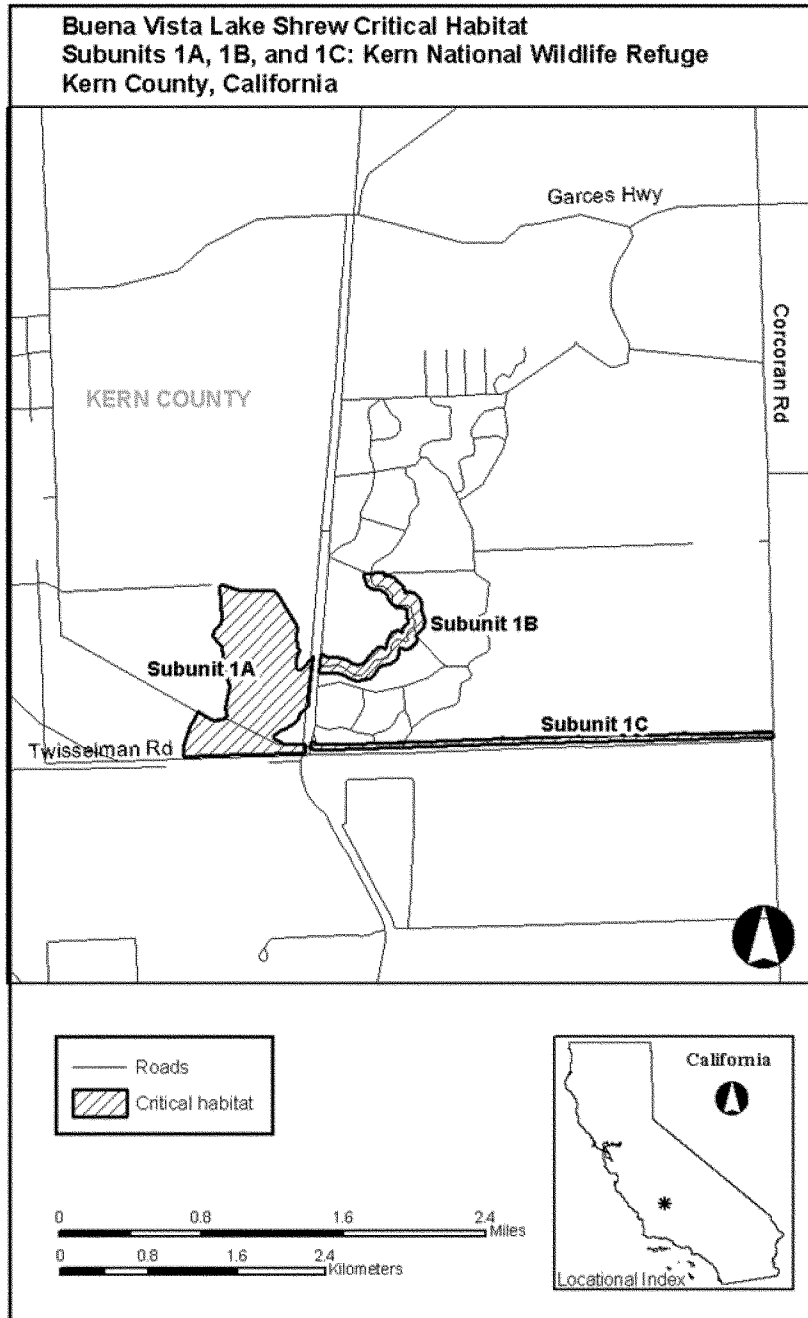 Buena Vista Lake Shrew Critical Habitat
Subunits 1A, 1B, and 1C: Kern National Wildlife Refuge
Kern County, California
Garces Hwy
Corcoran Rd
KERN COUNTY
Subunit 1B
Subunit 1A
Subunit 1C
Twisselman Rd
Roads
Critical habitat
California
Locational Index
0 0.8 1.6 2.4 Miles
0 0.8 1.6 2.4 Kilometers